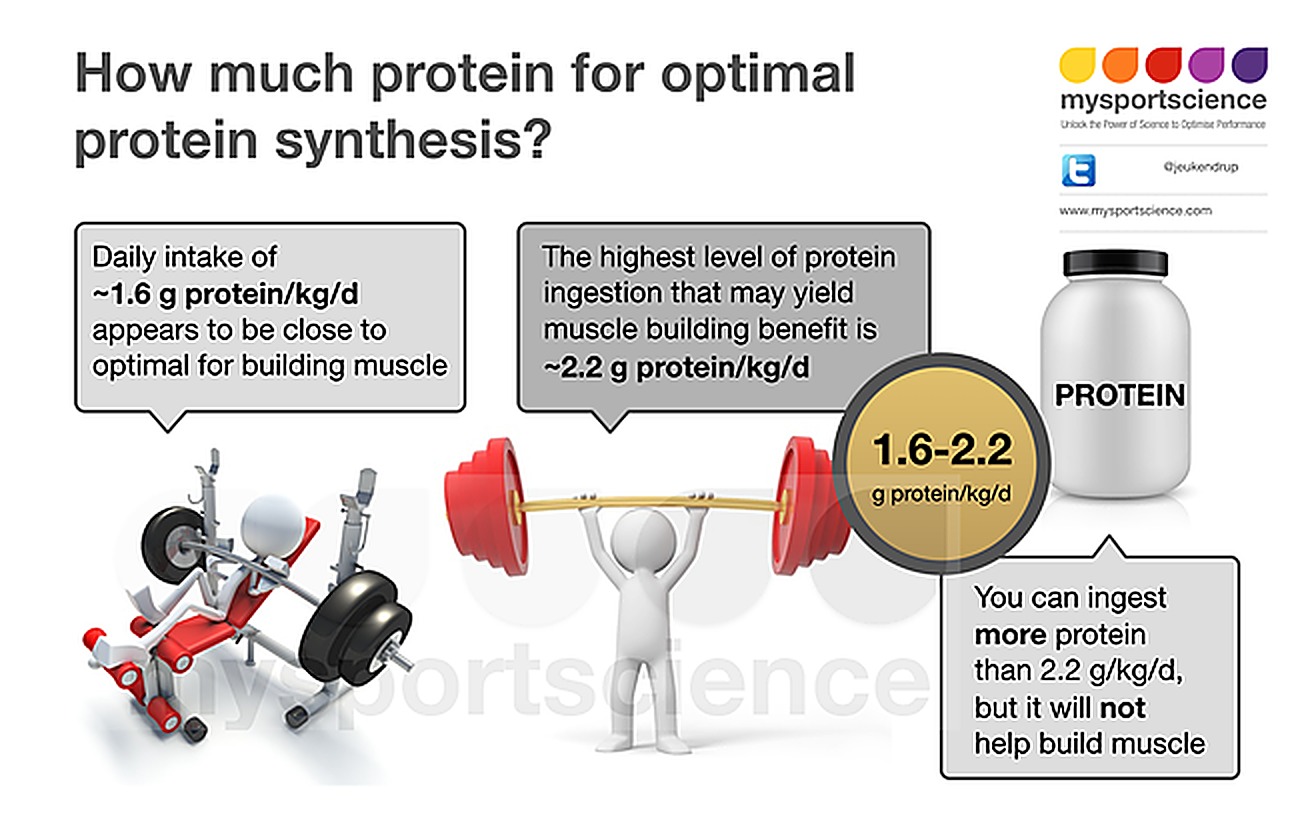 How much protein for optimal
protein synthesis?
mysportscience
Unlock the Power of Science to Optimise Performance
@jeukendrup
www.mysportscience.com
Daily intake of
~1.6 g protein/kg/d
appears to be close to
optimal for building muscle
The highest level of protein
ingestion that may yield
muscle building benefit is
~2.2 g protein/kg/d
1.6-2.2
g protein/kg/d
PROTEIN
You can ingest
more protein
than 2.2 g/kg/d,
but it will not
help build muscle
mysportscience